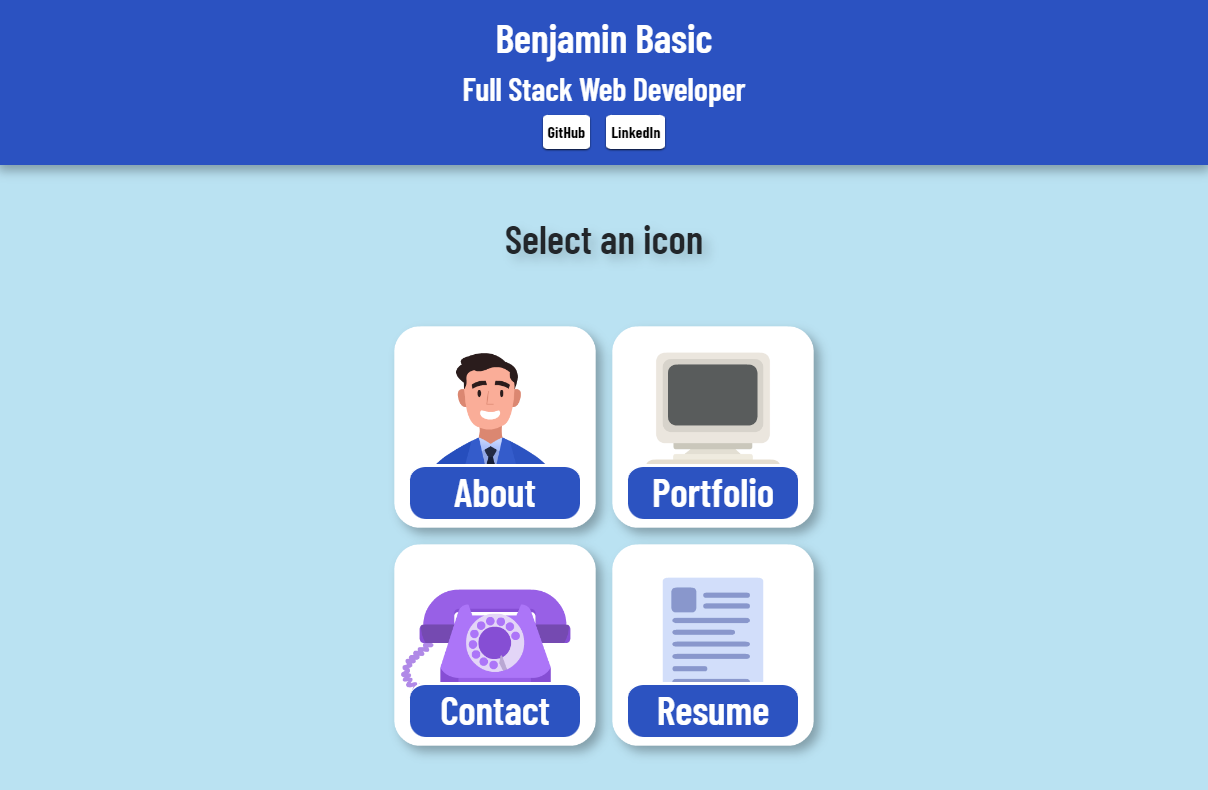 Benjamin Basic
Full Stack Web Developer
GitHub LinkedIn
Select an icon
About Portfolio
Contact Resume